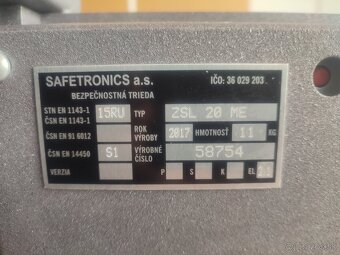 SAFETRONICS a.s. IČO: 36 029 203
BEZPEČNOSTNÁ TRIEDA
STN EN 1143-1
ČSN EN 1143-1 15RU TYP ZSL 20 ME
ČSN EN 91 6012 ROK VÝROBY 2017 HMOTNOSŤ 11 KG
ČSN EN 14450 S1 VÝROBNÉ ČÍSLO 58754
VERZIA P S K EL